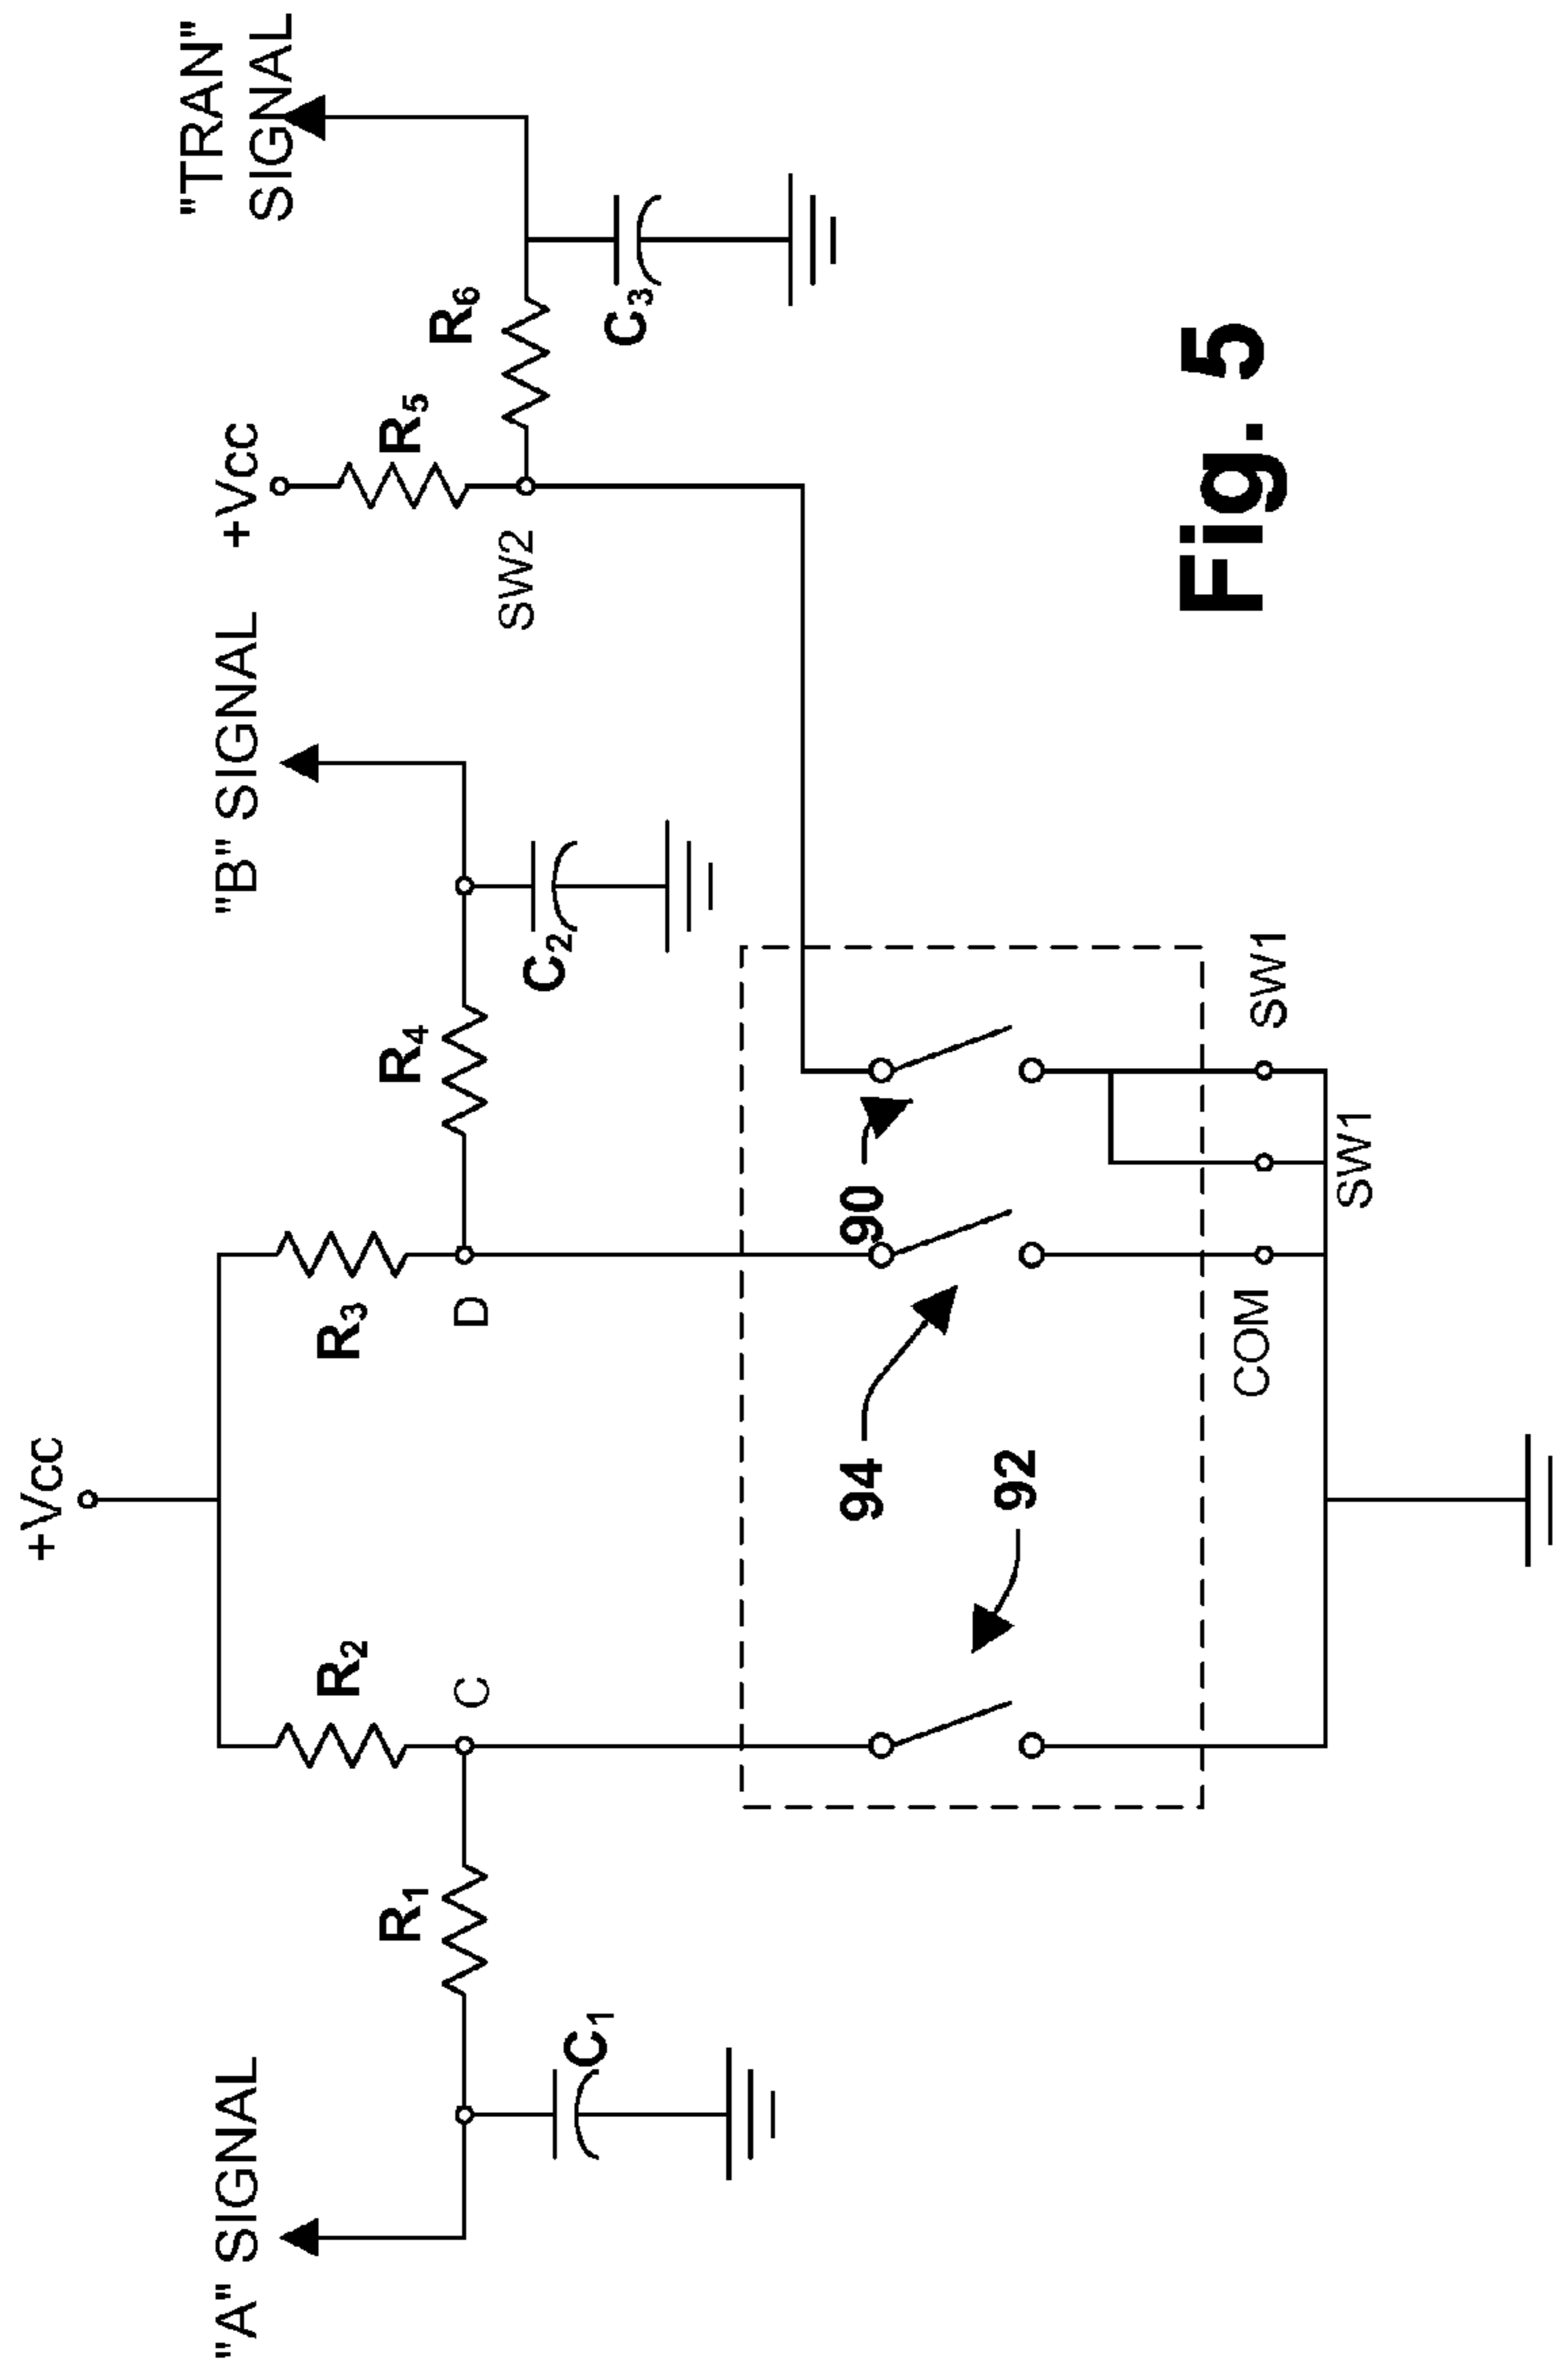 +Vcc
"A" SIGNAL
"B" SIGNAL
+Vcc
"TRAN"
SIGNAL
R2
R3
R1
R4
R5
R6
C
D
SW2
C1
C2
C3
94
90
92
COM
SW1
SW1
Fig. 5